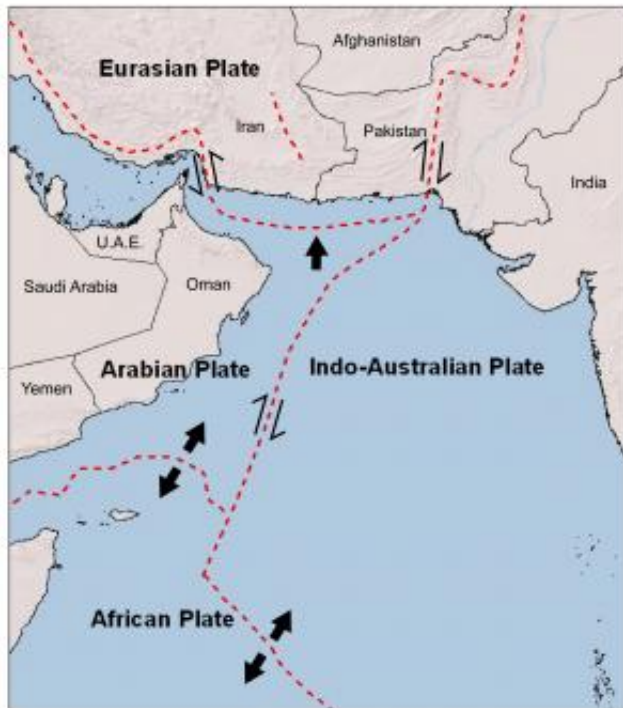 Afghanistan
Eurasian Plate
Iran
Pakistan
India
U.A.E.
Saudi Arabia
Oman
Arabian Plate
Indo-Australian Plate
Yemen
African Plate